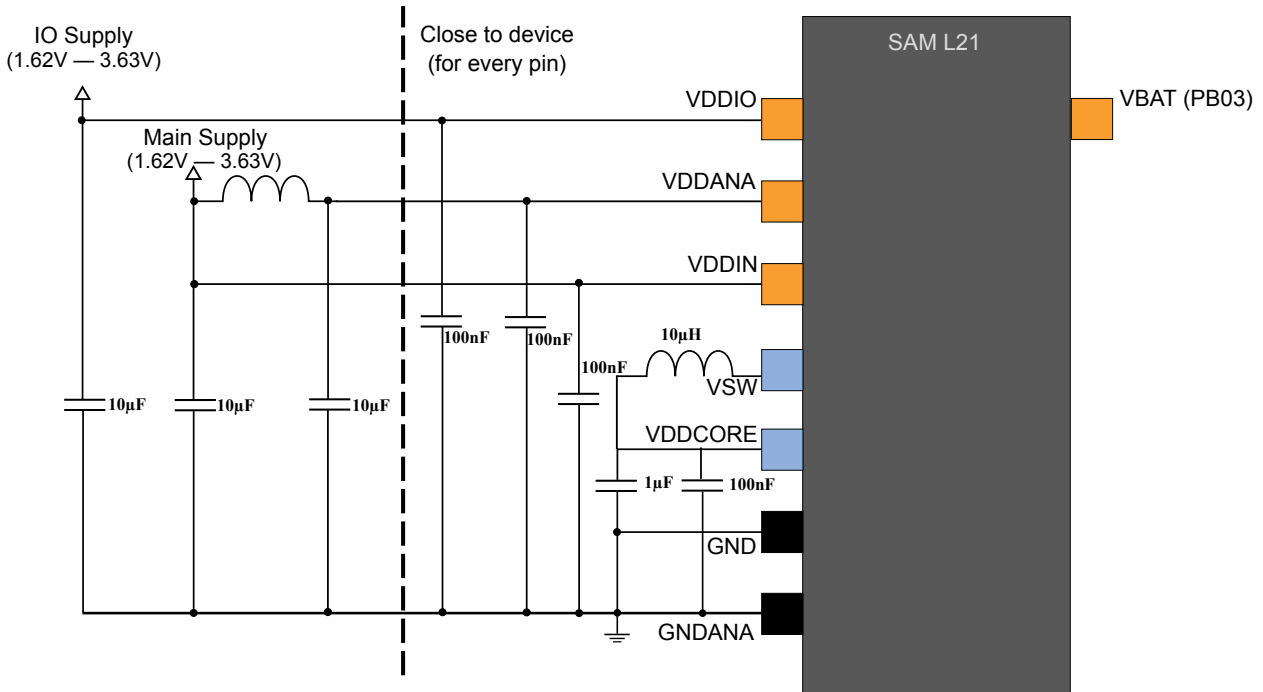 IO Supply
(1.62V — 3.63V)
Close to device
(for every pin)
SAM L21
VDDIO
VBAT (PB03)
Main Supply
(1.62V — 3.63V)
VDDANA
VDDIN
100nF
100nF
10µH
100nF
VSW
10µF
10µF
10µF
VDDCORE
1µF
100nF
GND
GNDANA